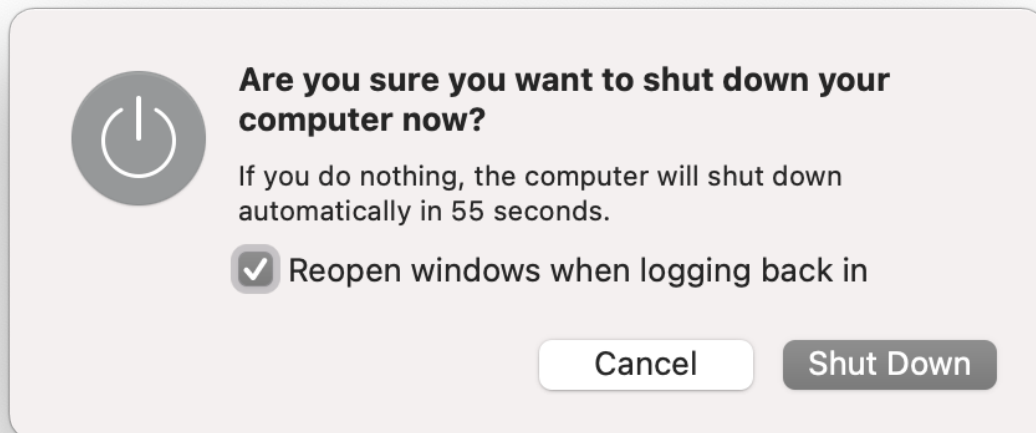 Are you sure you want to shut down your
computer now?
If you do nothing, the computer will shut down
automatically in 55 seconds.
Reopen windows when logging back in
Cancel
Shut Down